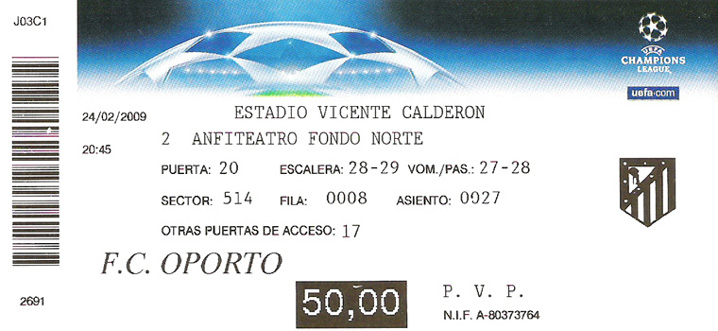 J03C1
UEFA
CHAMPIONS
LEAGUE
uefa.com
24/02/2009
ESTADIO VICENTE CALDERON
2 ANFITEATRO FONDO NORTE
20:45
PUERTA: 20 ESCALERA: 28-29 VOM./PAS.: 27-28
SECTOR: 514 FILA: 0008 ASIENTO: 0027
OTRAS PUERTAS DE ACCESO: 17
F.C. OPORTO
2691
50,00
P. V. P.
N.I.F. A-80373764